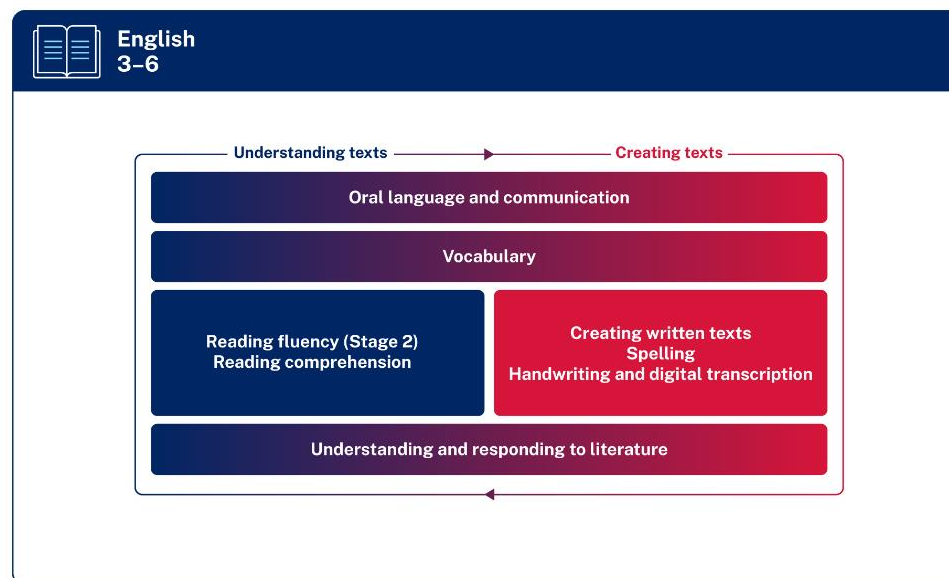 English
3–6
Understanding texts
Creating texts
Oral language and communication
Vocabulary
Reading fluency (Stage 2)
Reading comprehension
Creating written texts
Spelling
Handwriting and digital transcription
Understanding and responding to literature